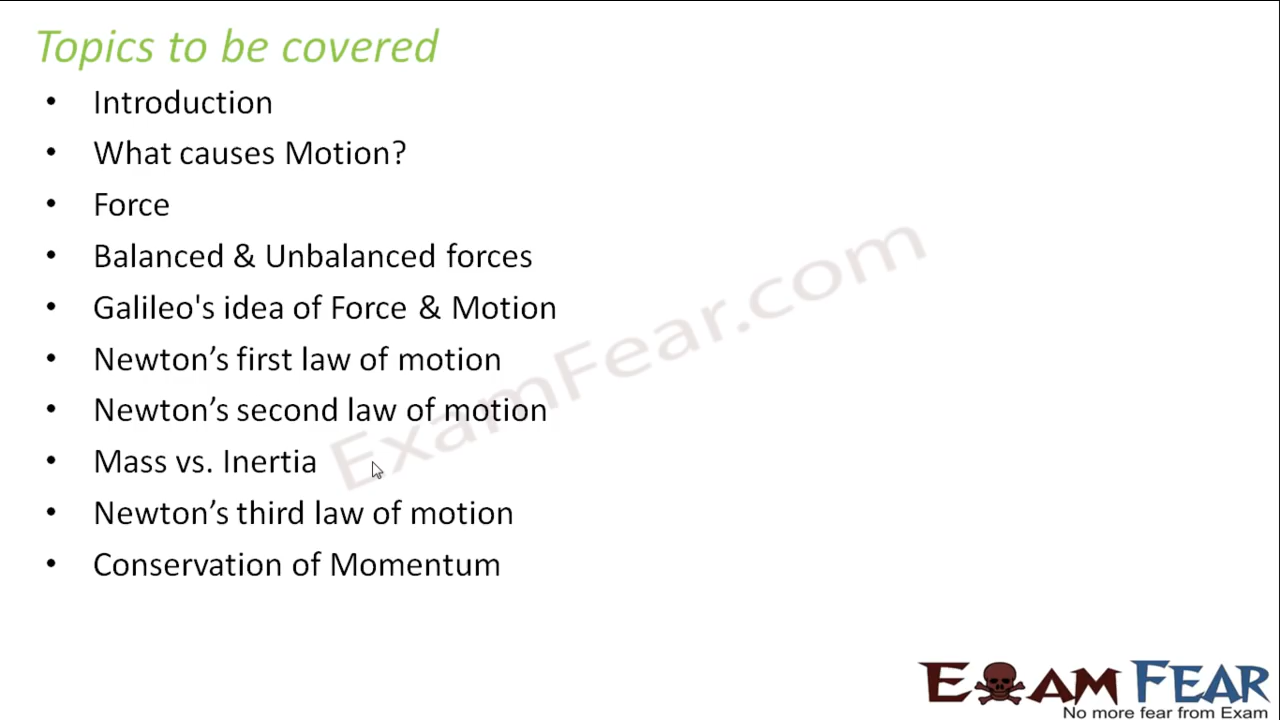 Topics to be covered
• Introduction
• What causes Motion?
• Force
• Balanced & Unbalanced forces
• Galileo's idea of Force & Motion
• Newton’s first law of motion
• Newton’s second law of motion
• Mass vs. Inertia
• Newton’s third law of motion
• Conservation of Momentum
ExamFear.com
EXAM FEAR
No more fear from Exam